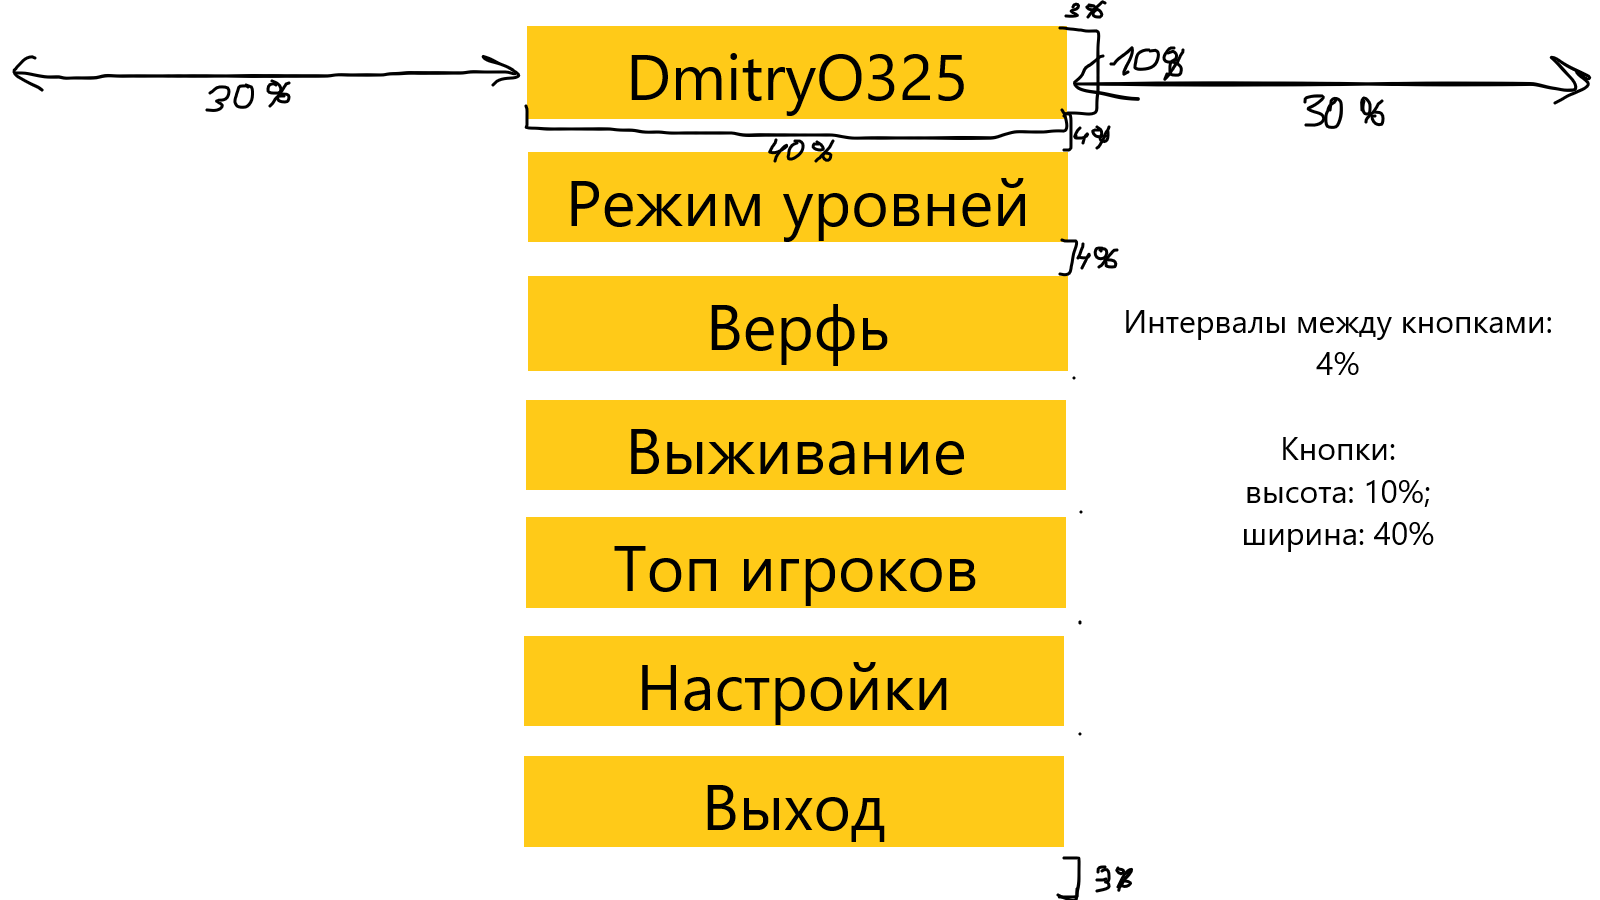 3%
30%
DmitryO325
10%
30%
40%
4%
Режим уровней
4%
Верфь
Интервалы между кнопками:
4%
Выживание
Кнопки:
высота: 10%;
ширина: 40%
Топ игроков
Настройки
Выход
3%